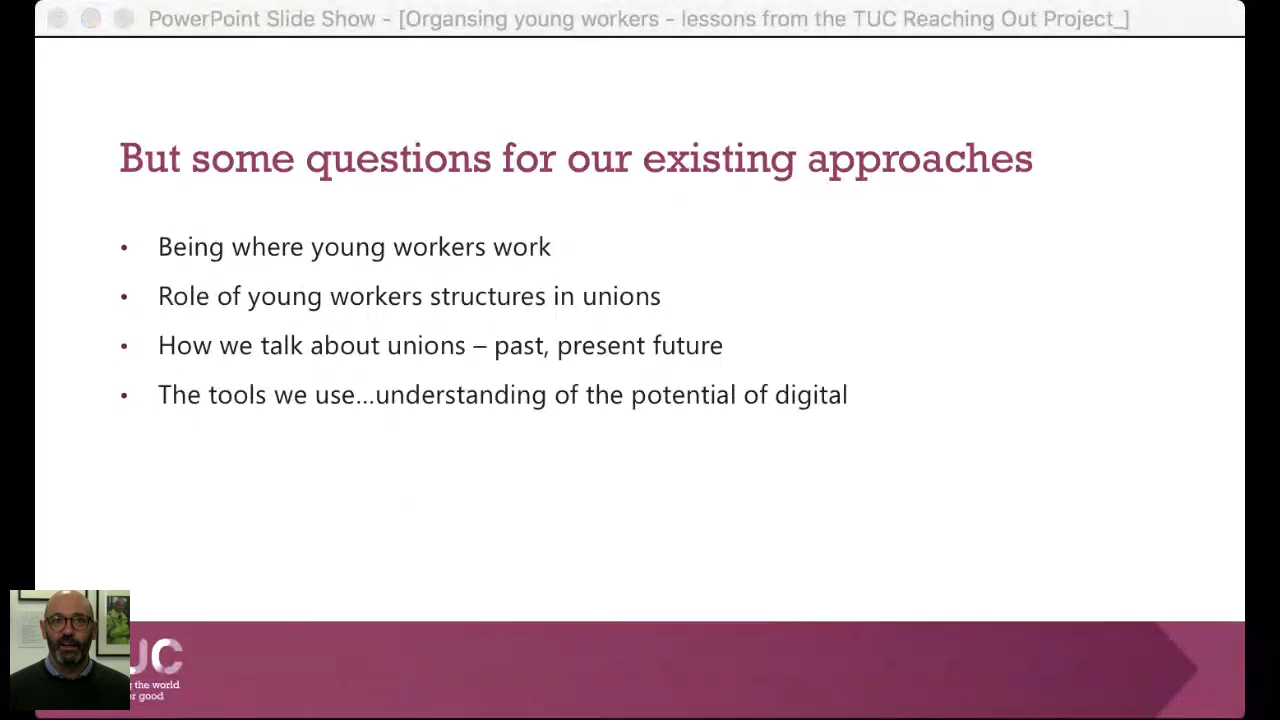 PowerPoint Slide Show - [Organsing young workers - lessons from the TUC Reaching Out Project_]
But some questions for our existing approaches
• Being where young workers work
• Role of young workers structures in unions
• How we talk about unions – past, present future
• The tools we use...understanding of the potential of digital
UC
the world
good